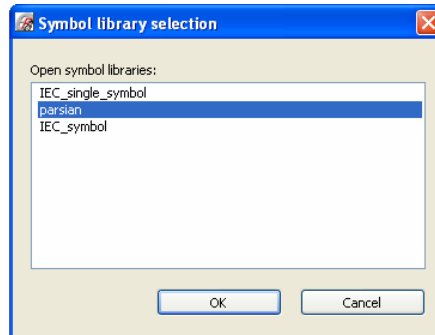 Symbol library selection
Open symbol libraries:
IEC_single_symbol
parsian
IEC_symbol
OK
Cancel